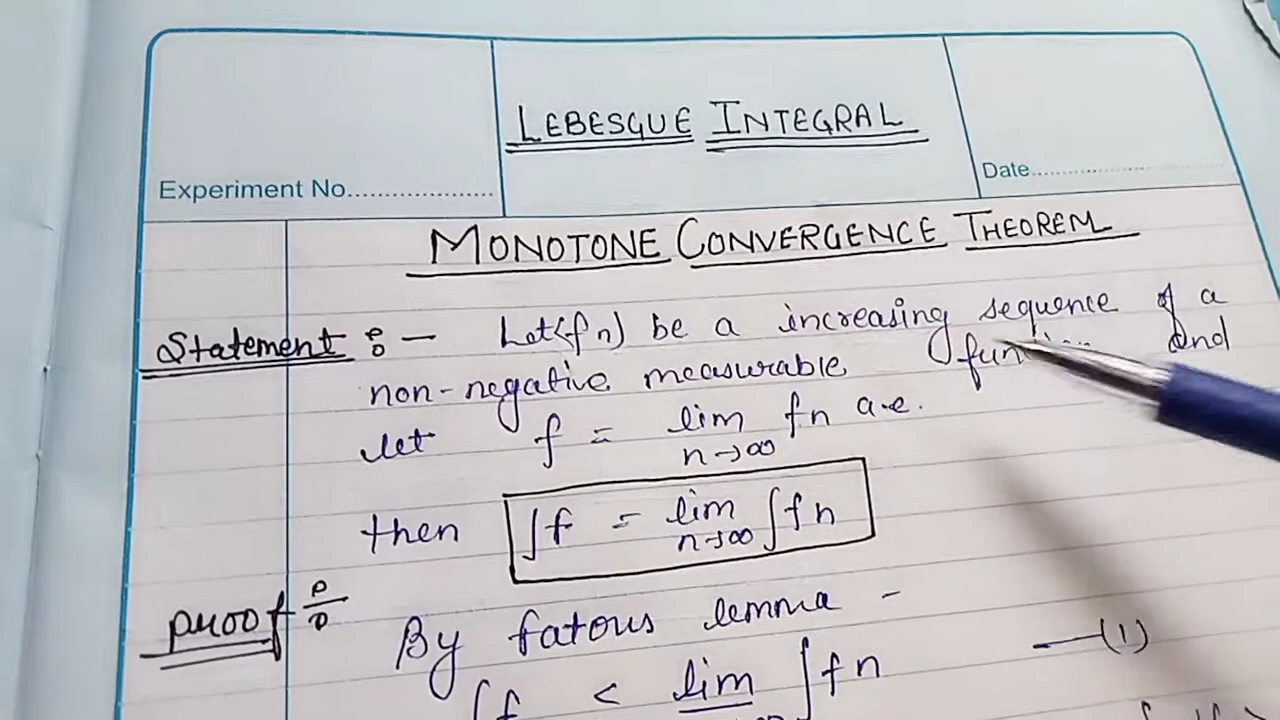 LEBESGUE INTEGRAL
Experiment No.....................
Date..............................
MONOTONE CONVERGENCE THEOREM
Statement :- Let <fn> be a increasing sequence of a
non-negative measurable and
let f = lim fn a.e.
n→∞
then ∫f = lim ∫fn
n→∞
proof :
By fatous lemma -
∫f < lim ∫fn —(1)